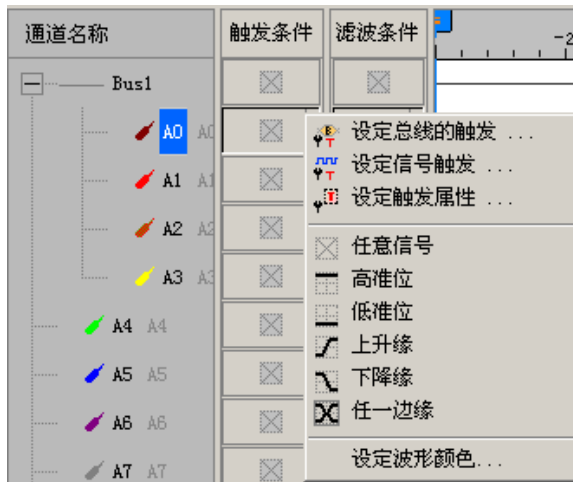 通道名称 触发条件 滤波条件 -2
Bus1
A0 A0
A1 A1
A2 A2
A3 A3
A4 A4
A5 A5
A6 A6
A7 A7
设定总线的触发 ...
设定信号触发 ...
设定触发属性 ...
任意信号
高准位
低准位
上升缘
下降缘
任一边缘
设定波形颜色...